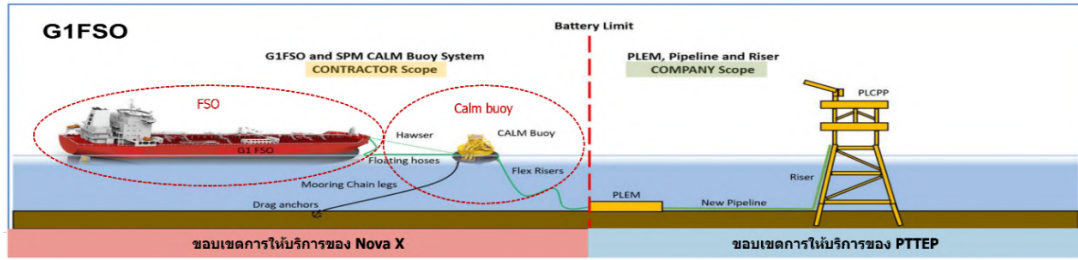 G1FSO
Battery Limit
G1FSO and SPM CALM Buoy System
CONTRACTOR Scope
PLEM, Pipeline and Riser
COMPANY Scope
FSO
Calm buoy
PLCPP
Hawser
CALM Buoy
G1 FSO
Floating hoses
Flex Risers
Mooring Chain legs
Riser
Drag anchors
PLEM
New Pipeline
ขอบเขตการให้บริการของ Nova X
ขอบเขตการให้บริการของ PTTEP